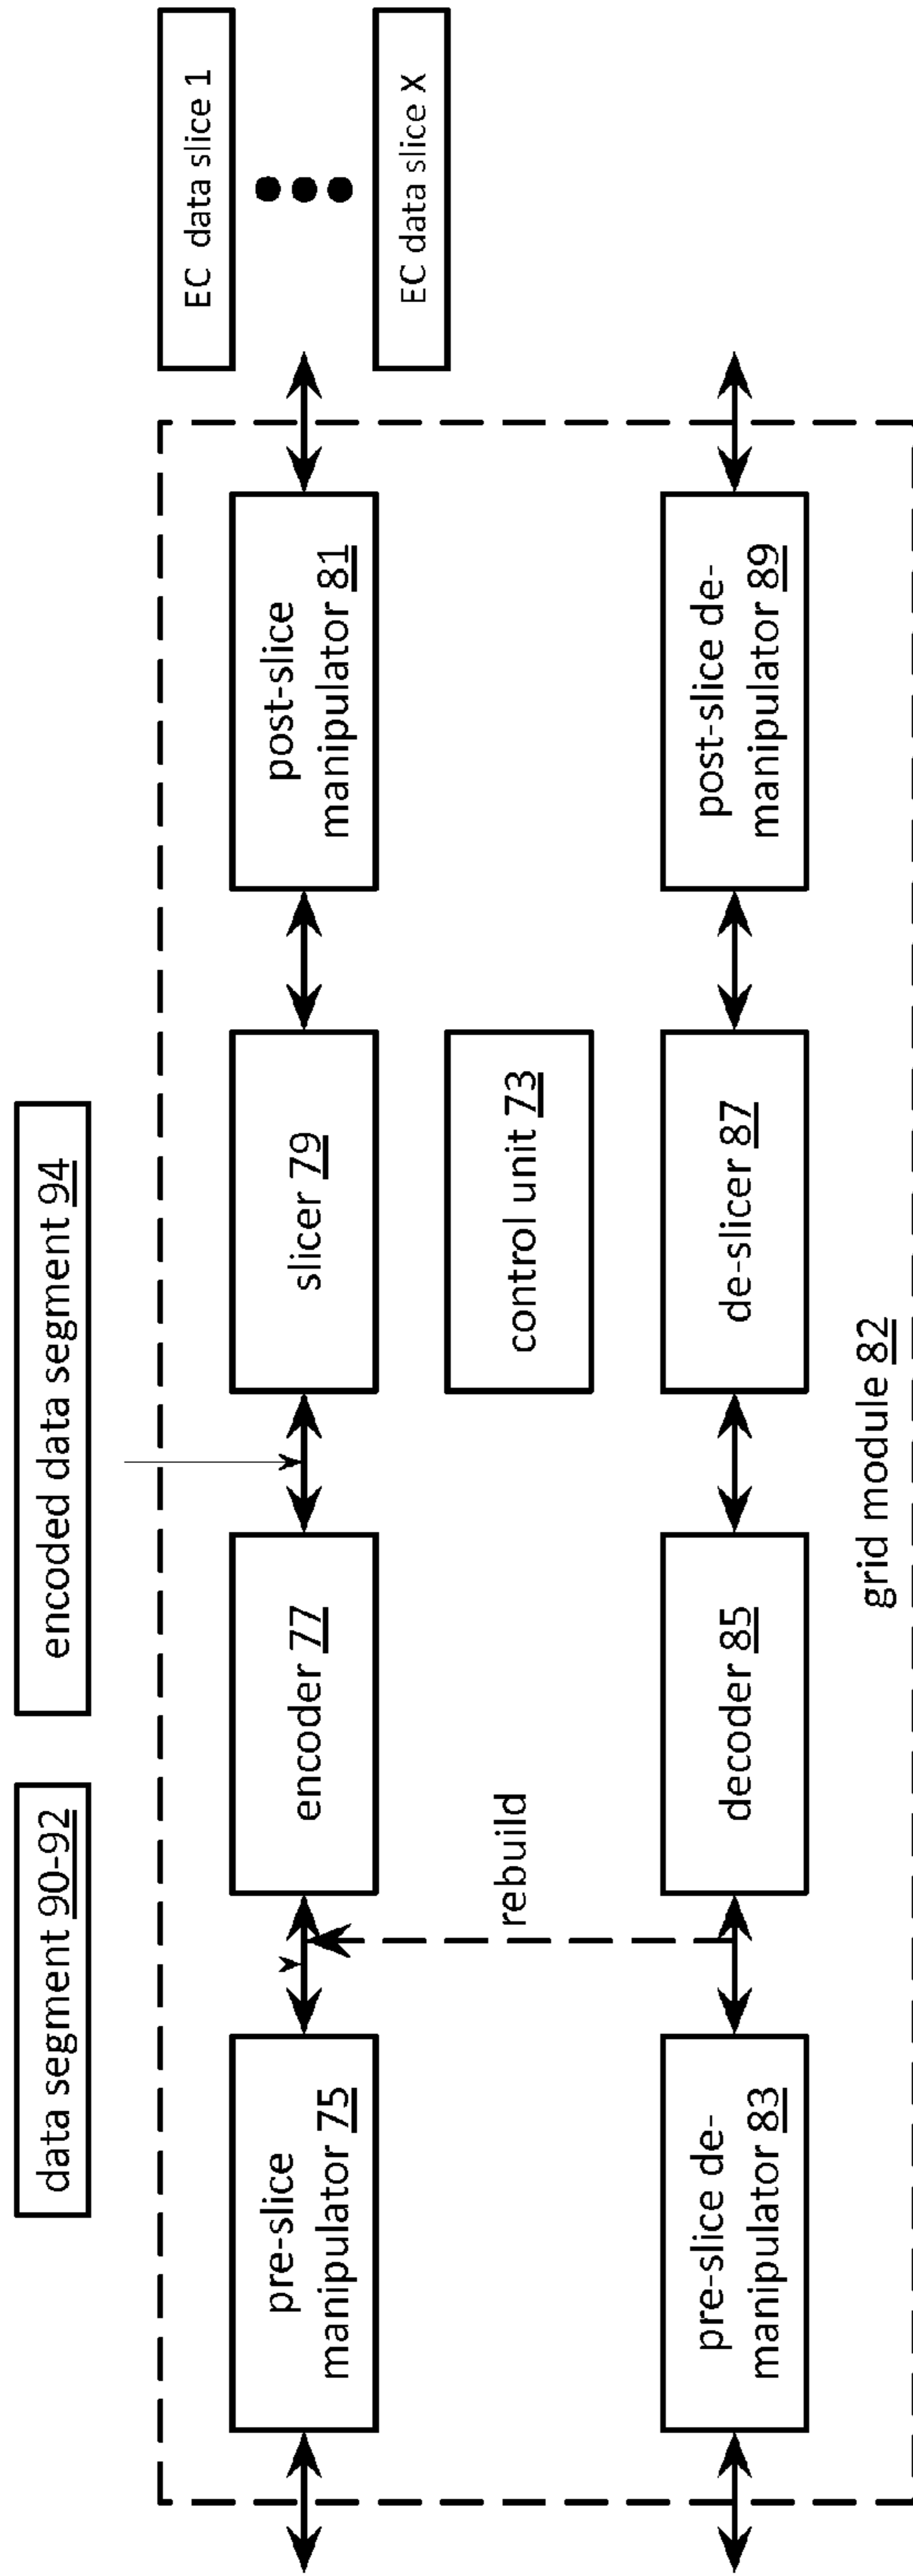 data segment 90-92
encoded data segment 94
EC data slice 1
EC data slice X
pre-slice
manipulator 75
encoder 77
slicer 79
post-slice
manipulator 81
rebuild
control unit 73
pre-slice de-
manipulator 83
decoder 85
de-slicer 87
post-slice de-
manipulator 89
grid module 82